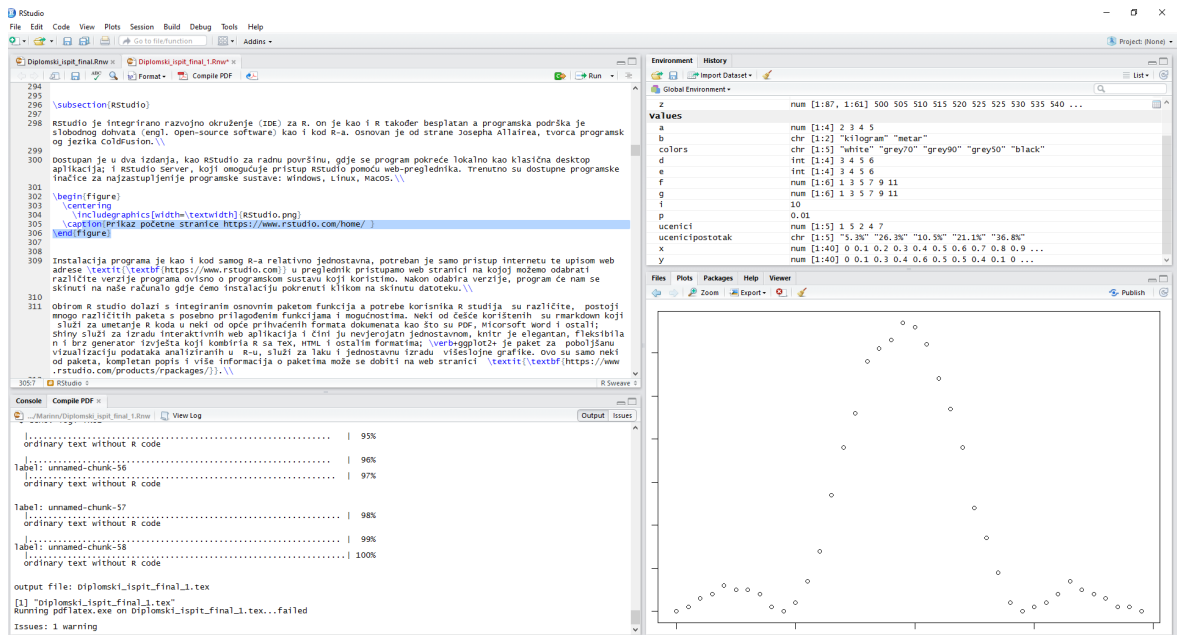 RStudio
File Edit Code View Plots Session Build Debug Tools Help
Go to file/function Addins
Project: (None)
Diplomski_ispit_final.Rnw Diplomski_ispit_final_1.Rnw*
Format Compile PDF Run
294
295
296 \subsection{RStudio}
297
298 RStudio je integrirano razvojno okruženje (IDE) za R. On je kao i R također besplatan a programska podrška je
slobodnog dohvata (engl. Open-source software) kao i kod R-a. Osnovan je od strane Josepha Allairea, tvorca programsk
og jezika ColdFusion.\\
299
300 Dostupan je u dva izdanja, kao RStudio za radnu površinu, gdje se program pokreće lokalno kao klasična desktop
aplikacija; i RStudio Server, koji omogućuje pristup RStudio pomoću web-preglednika. Trenutno su dostupne programske
inačice za najzastupljenije programske sustave: Windows, Linux, MacOS.\\
301
302 \begin{figure}
303 \centering
304 \includegraphics[width=\textwidth]{RStudio.png}
305 \caption{Prikaz početne stranice https://www.rstudio.com/home/ }
306 \end{figure}
307
308
309 Instalacija programa je kao i kod samog R-a relativno jednostavna, potreban je samo pristup internetu te upisom web
adrese \textit{\textbf{https://www.rstudio.com}} u preglednik pristupamo web stranici na kojoj možemo odabrati
različite verzije programa ovisno o programskom sustavu koji koristimo. Nakon odabira verzije, program će nam se
skinuti na naše računalo gdje ćemo instalaciju pokrenuti klikom na skinutu datoteku.\\
310
311 Obirom R studio dolazi s integiranim osnovnim paketom funkcija a potrebe korisnika R studija su različite, postoji
mnogo različitih paketa s posebno prilagođenim funkcijama i mogućnostima. Neki od češće korištenih su rmarkdown koji
služi za umetanje R koda u neki od opće prihvaćenih formata dokumenata kao što su PDF, Micorsoft Word i ostali;
Shiny služi za izradu interaktivnih web aplikacija i čini ju nevjerojatn jednostavnom, knitr je elegantan, fleksibila
n i brz generator izvješta koji kombiria R sa TeX, HTML i ostalim formatima; \verb+ggplot2+ je paket za poboljšanu
vizualizaciju podataka analiziranih u R-u, služi za laku i jednostavnu izradu višeslojne grafike. Ovo su samo neki
od paketa, kompletan popis i više informacija o paketima može se dobiti na web stranici \textit{\textbf{https://www
.rstudio.com/products/rpackages/}}.\\
305:7 RStudio R Sweave
Console Compile PDF
.../Marinn/Diplomski_ispit_final_1.Rnw View Log Output Issues
|................................................................. | 95%
ordinary text without R code
|................................................................. | 96%
label: unnamed-chunk-56
|.................................................................. | 97%
ordinary text without R code
label: unnamed-chunk-57
|.................................................................. | 98%
ordinary text without R code
|................................................................... | 99%
label: unnamed-chunk-58
|....................................................................| 100%
ordinary text without R code
output file: Diplomski_ispit_final_1.tex
[1] "Diplomski_ispit_final_1.tex"
Running pdflatex.exe on Diplomski_ispit_final_1.tex...failed
Issues: 1 warning
Environment History
Import Dataset List
Global Environment
z num [1:87, 1:61] 500 505 510 515 520 525 525 530 535 540 ...
Values
a num [1:4] 2 3 4 5
b chr [1:2] "kilogram" "metar"
colors chr [1:5] "white" "grey70" "grey90" "grey50" "black"
d int [1:4] 3 4 5 6
e int [1:4] 3 4 5 6
f num [1:6] 1 3 5 7 9 11
g num [1:6] 1 3 5 7 9 11
i 10
p 0.01
ucenici num [1:5] 1 5 2 4 7
ucenicipostotak chr [1:5] "5.3%" "26.3%" "10.5%" "21.1%" "36.8%"
x num [1:40] 0 0.1 0.2 0.3 0.4 0.5 0.6 0.7 0.8 0.9 ...
y num [1:40] 0 0.1 0.3 0.4 0.6 0.5 0.5 0.4 0.1 0 ...
Files Plots Packages Help Viewer
Zoom Export Publish